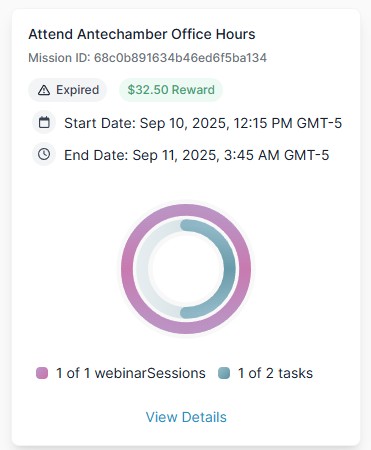 Attend Antechamber Office Hours
Mission ID: 68c0b891634b46ed6f5ba134
Expired
$32.50 Reward
Start Date: Sep 10, 2025, 12:15 PM GMT-5
End Date: Sep 11, 2025, 3:45 AM GMT-5
1 of 1 webinarSessions
1 of 2 tasks
View Details